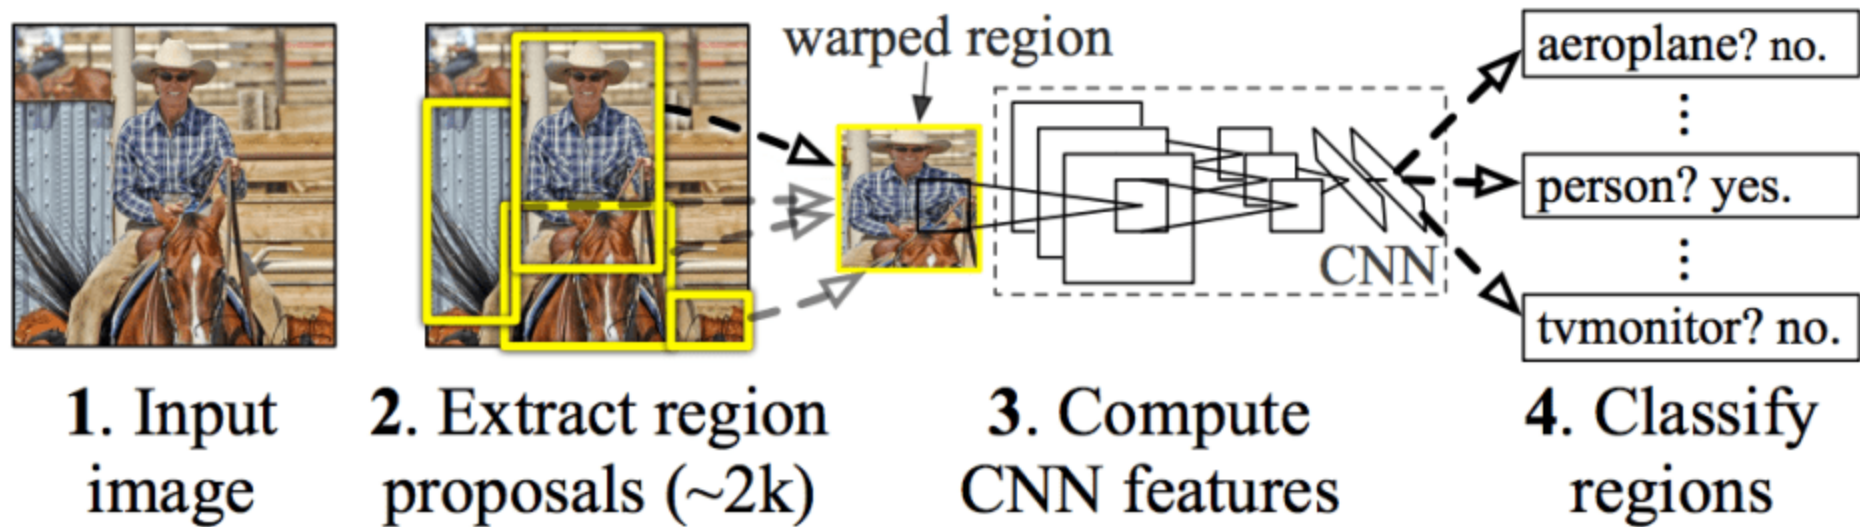 warped region
aeroplane? no.
person? yes.
CNN
tvmonitor? no.
1. Input
image
2. Extract region
proposals (~2k)
3. Compute
CNN features
4. Classify
regions